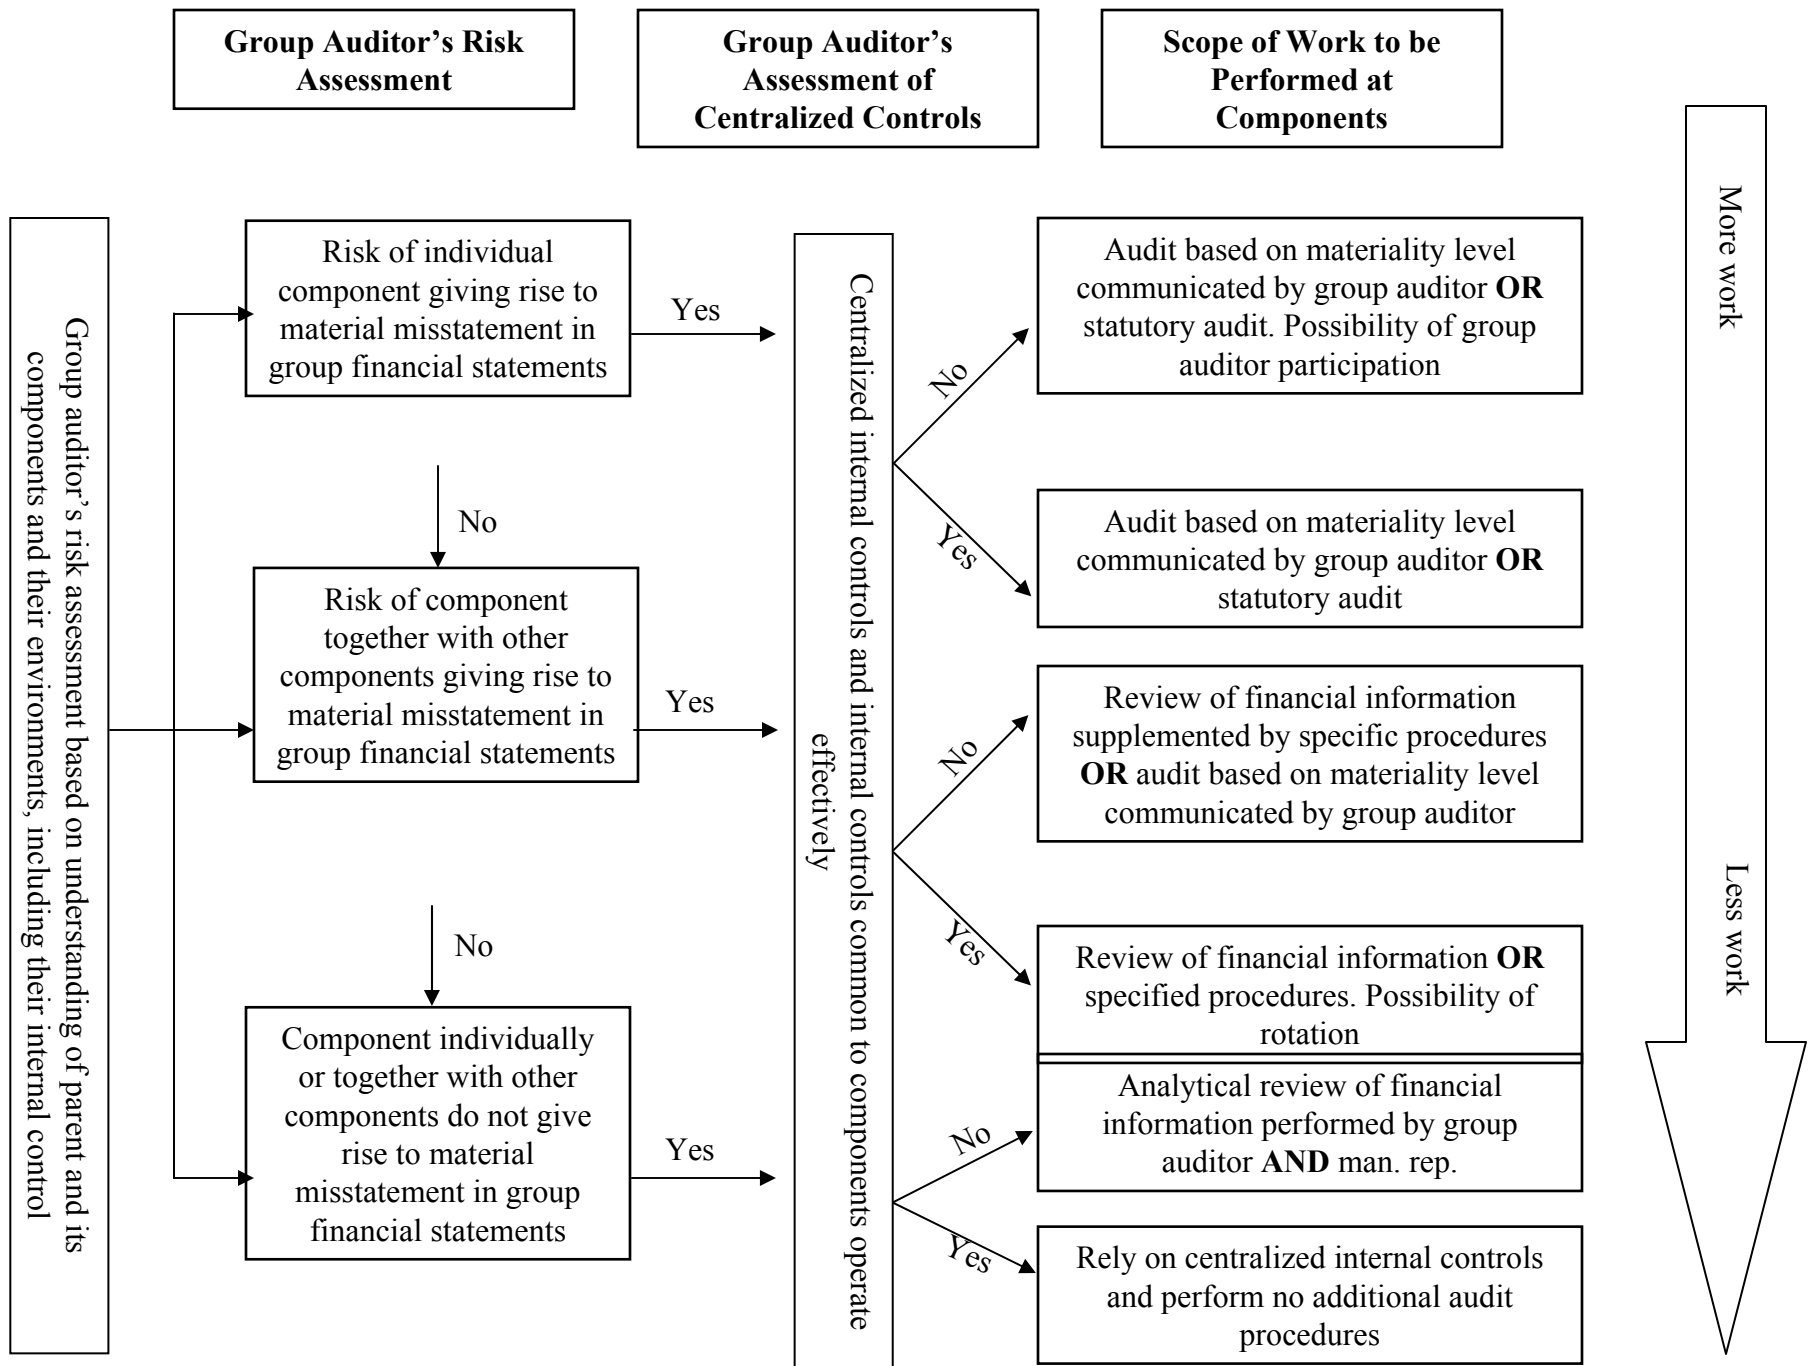 Group Auditor’s Risk
Assessment
Group Auditor’s
Assessment of
Centralized Controls
Scope of Work to be
Performed at
Components
Group auditor’s risk assessment based on understanding of parent and its
components and their environments, including their internal control
Risk of individual
component giving rise to
material misstatement in
group financial statements
Yes
No
Risk of component
together with other
components giving rise to
material misstatement in
group financial statements
Yes
No
Component individually
or together with other
components do not give
rise to material
misstatement in group
financial statements
Yes
Centralized internal controls and internal controls common to components operate
effectively
No
Audit based on materiality level
communicated by group auditor OR
statutory audit. Possibility of group
auditor participation
Yes
Audit based on materiality level
communicated by group auditor OR
statutory audit
No
Review of financial information
supplemented by specific procedures
OR audit based on materiality level
communicated by group auditor
Yes
Review of financial information OR
specified procedures. Possibility of
rotation
No
Analytical review of financial
information performed by group
auditor AND man. rep.
Yes
Rely on centralized internal controls
and perform no additional audit
procedures
More work
Less work